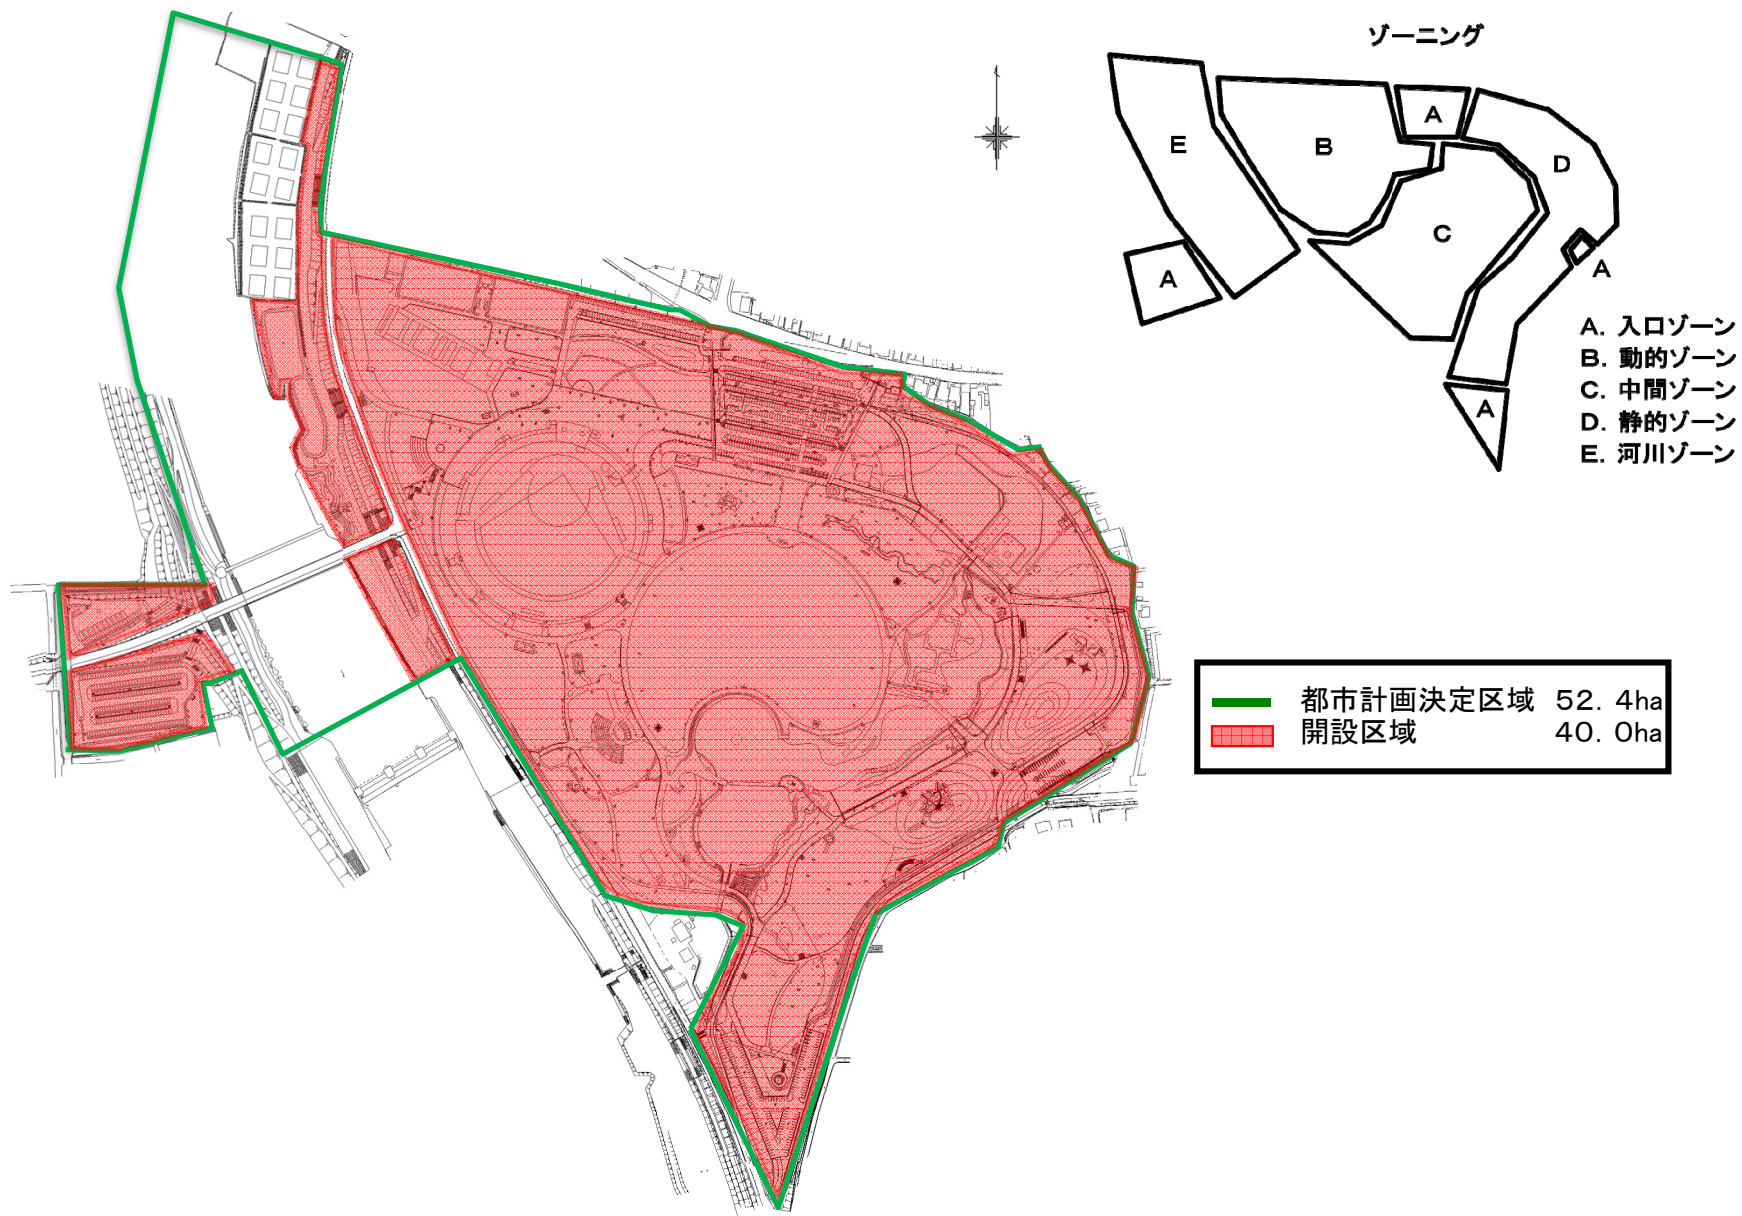 ゾーニング
A
E
B
D
C
A
A
A
A. 入口ゾーン
B. 動的ゾーン
C. 中間ゾーン
D. 静的ゾーン
E. 河川ゾーン
都市計画決定区域 52. 4ha
開設区域 40. 0ha